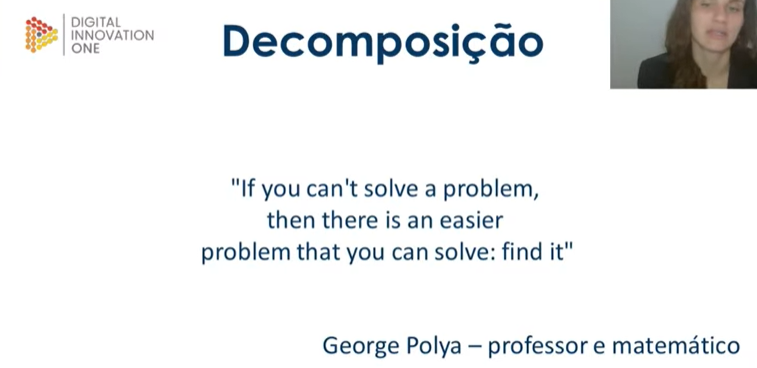 DIGITAL
INNOVATION
ONE
Decomposição
"If you can't solve a problem,
then there is an easier
problem that you can solve: find it"
George Polya – professor e matemático